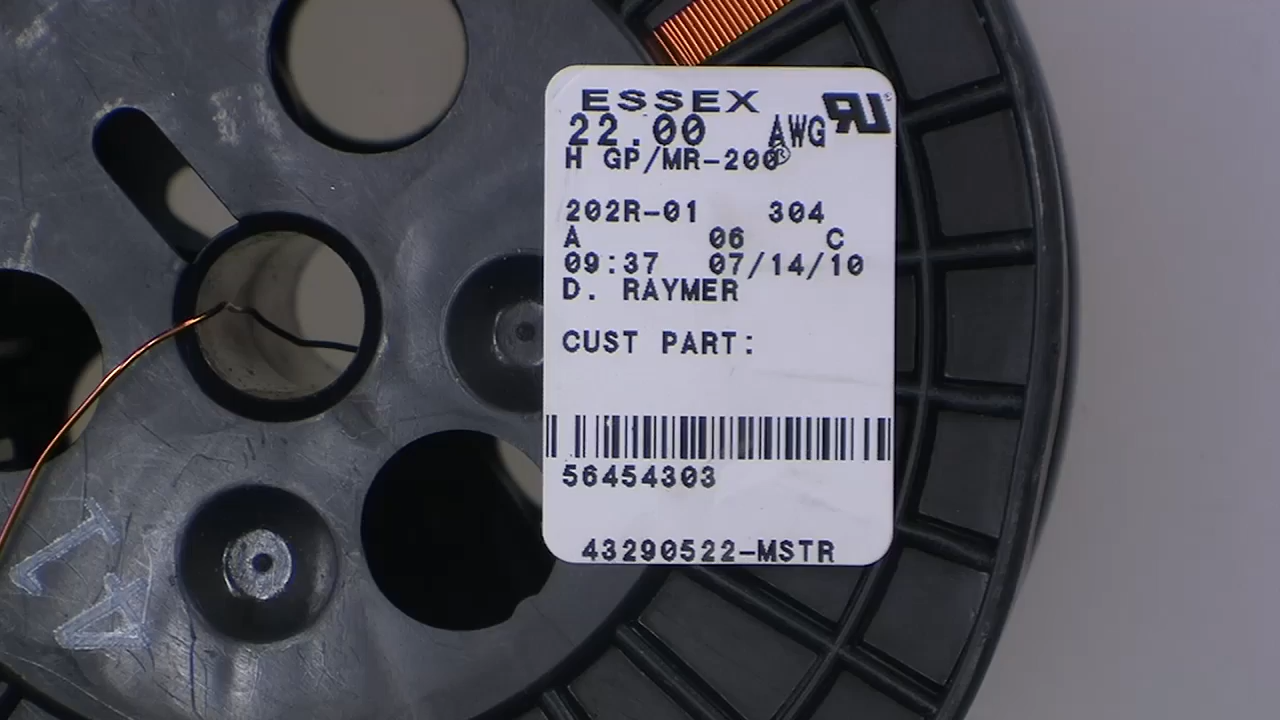 ESSEX
22.00 AWG
H GP/MR-200®
202R-01 304
A 06 C
09:37 07/14/10
D. RAYMER
CUST PART:
56454303
43290522-MSTR